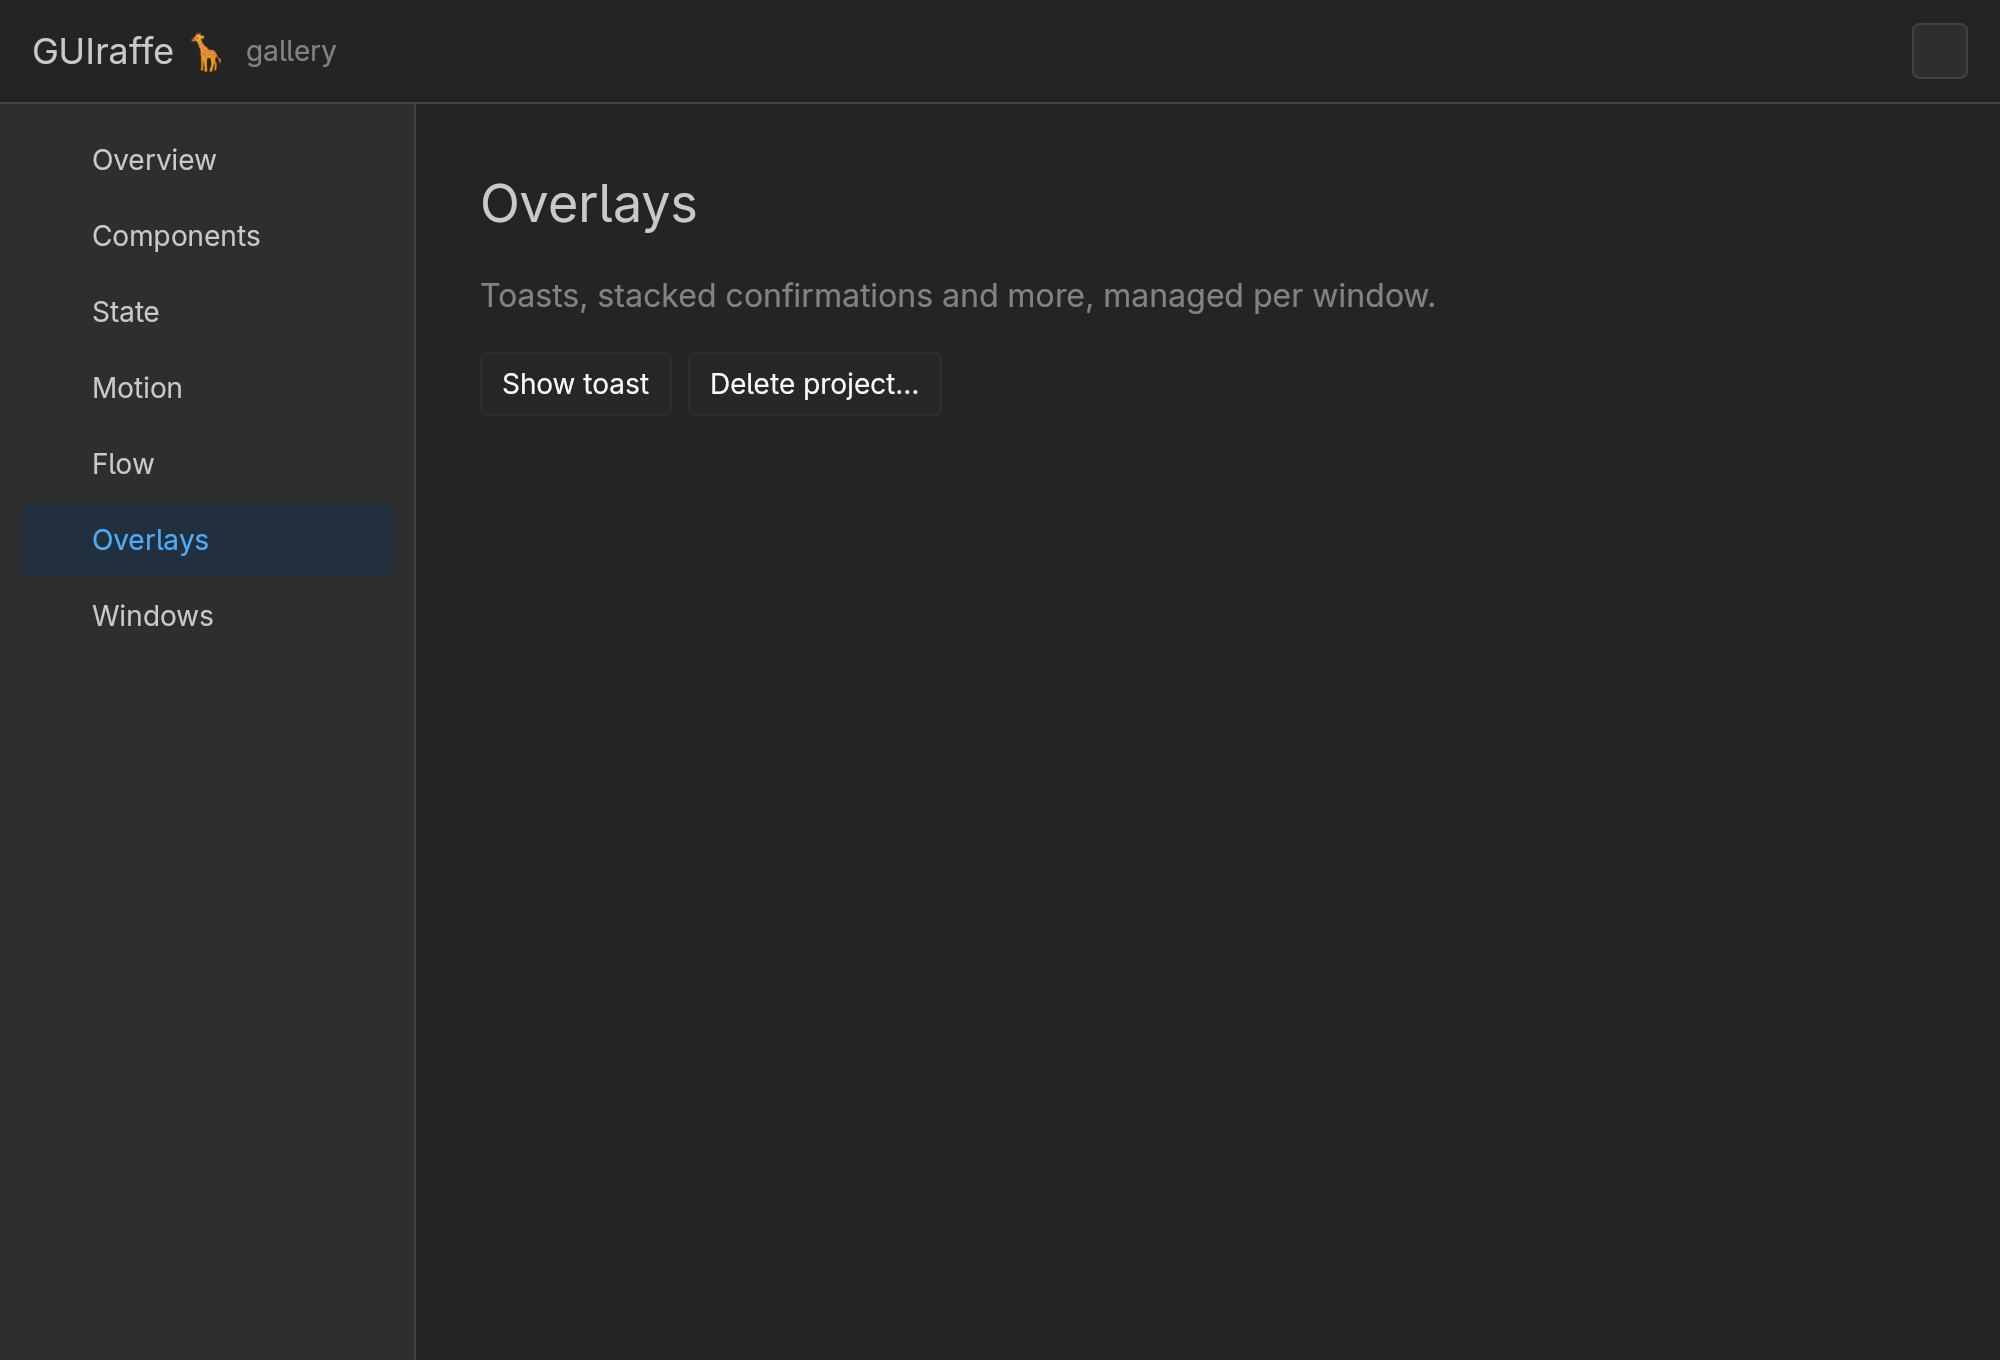 GUIraffe 🦒 gallery
Overview
Components
State
Motion
Flow
Overlays
Windows
Overlays
Toasts, stacked confirmations and more, managed per window.
Show toast
Delete project...